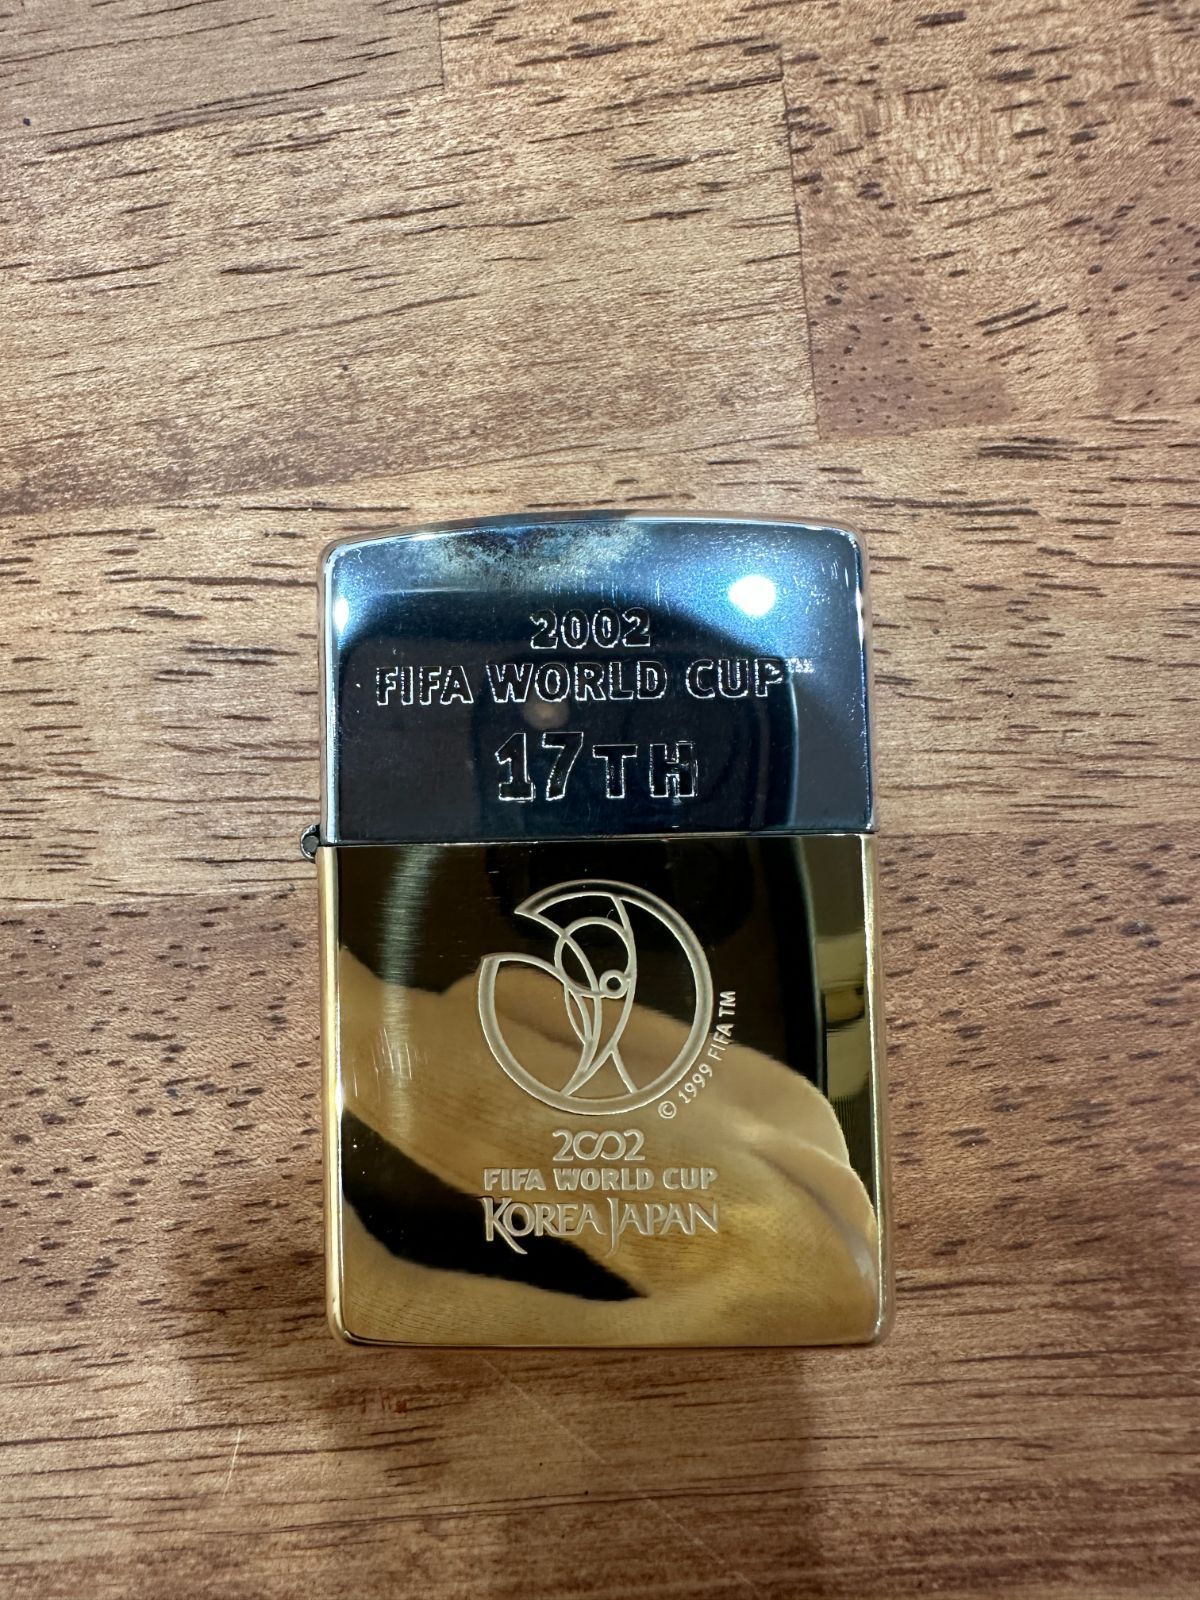 2002
FIFA WORLD CUP™
17TH
© 1999 FIFA TM
2002
FIFA WORLD CUP
KOREA JAPAN